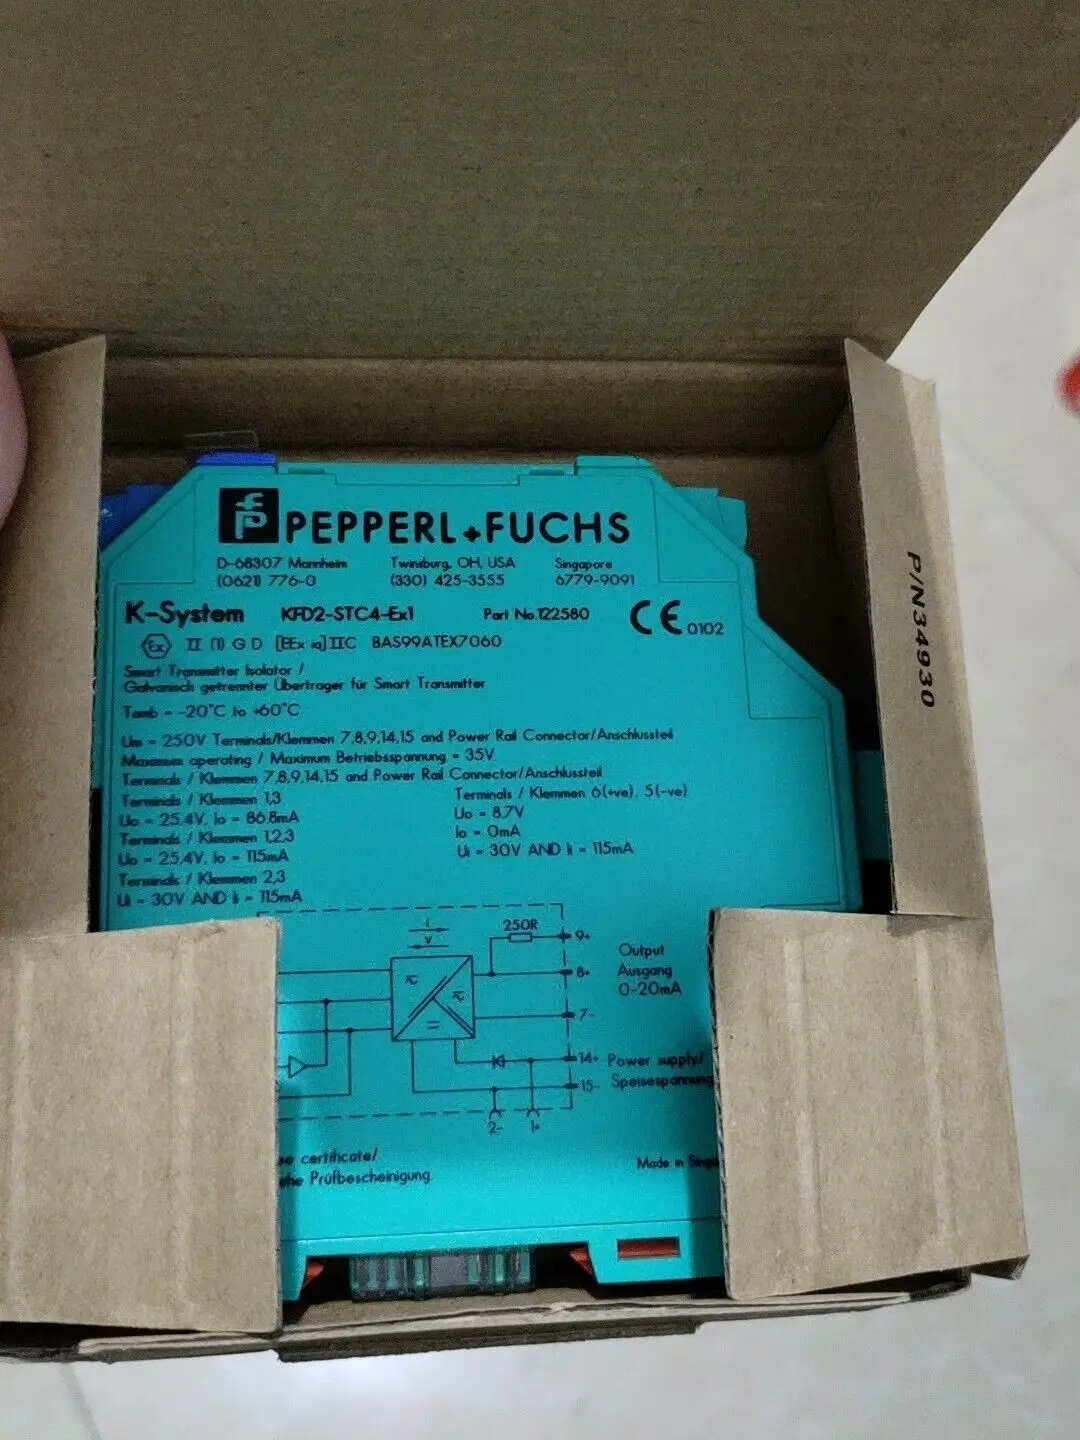 PEPPERL+FUCHS
D-68307 Mannheim Twinsburg, OH, USA Singapore
(0621) 776-0 (330) 425-3555 6779-9091
K-System KFD2-STC4-Ex1 Part No.122580 CE 0102
Ex II (1) G D [EEx ia] IIC BAS99ATEX7060
Smart Transmitter Isolator /
Galvanisch getrennter Übertrager für Smart Transmitter
Tamb = -20°C to +60°C
Um = 250V Terminals/Klemmen 7,8,9,14,15 and Power Rail Connector/Anschlussteil
Maximum operating / Maximum Betriebsspannung = 35V
Terminals / Klemmen 7,8,9,14,15 and Power Rail Connector/Anschlussteil
Terminals / Klemmen 1,3
Uo = 25.4V, Io = 86.8mA
Terminals / Klemmen 1,2,3
Uo = 25.4V, Io = 115mA
Terminals / Klemmen 2,3
Ui = 30V AND Ii = 115mA
Terminals / Klemmen 6(+ve), 5(-ve)
Uo = 8.7V
Io = 0mA
Ui = 30V AND Ii = 115mA
I
V
250R
9+
8+
7-
14+
15-
2-
1+
Output
Ausgang
0-20mA
Power supply/
Speisespannung
certificate/
Prüfbescheinigung.
Made in
P/N34930